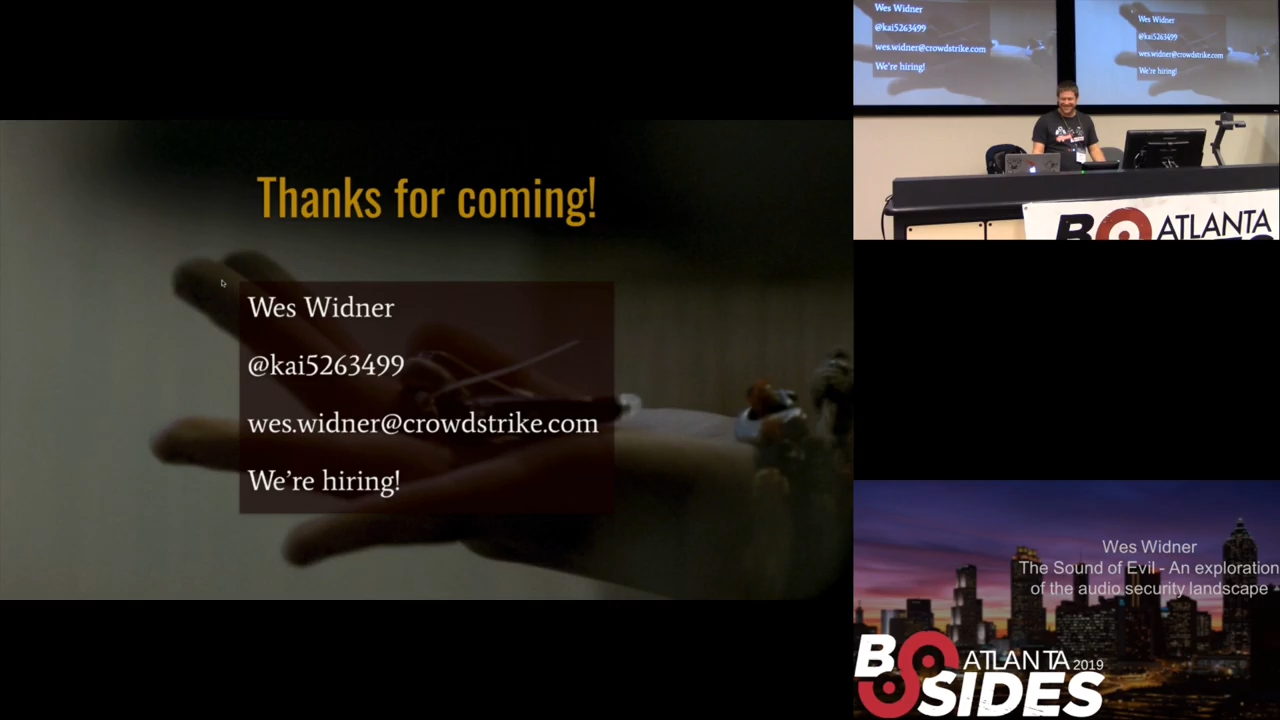 Thanks for coming!
Wes Widner
@kai5263499
wes.widner@crowdstrike.com
We're hiring!
Wes Widner
@kai5263499
wes.widner@crowdstrike.com
We're hiring!
Wes Widner
@kai5263499
wes.widner@crowdstrike.com
We're hiring!
B ATLANTA
Wes Widner
The Sound of Evil - An exploration
of the audio security landscape
BSIDES ATLANTA 2019